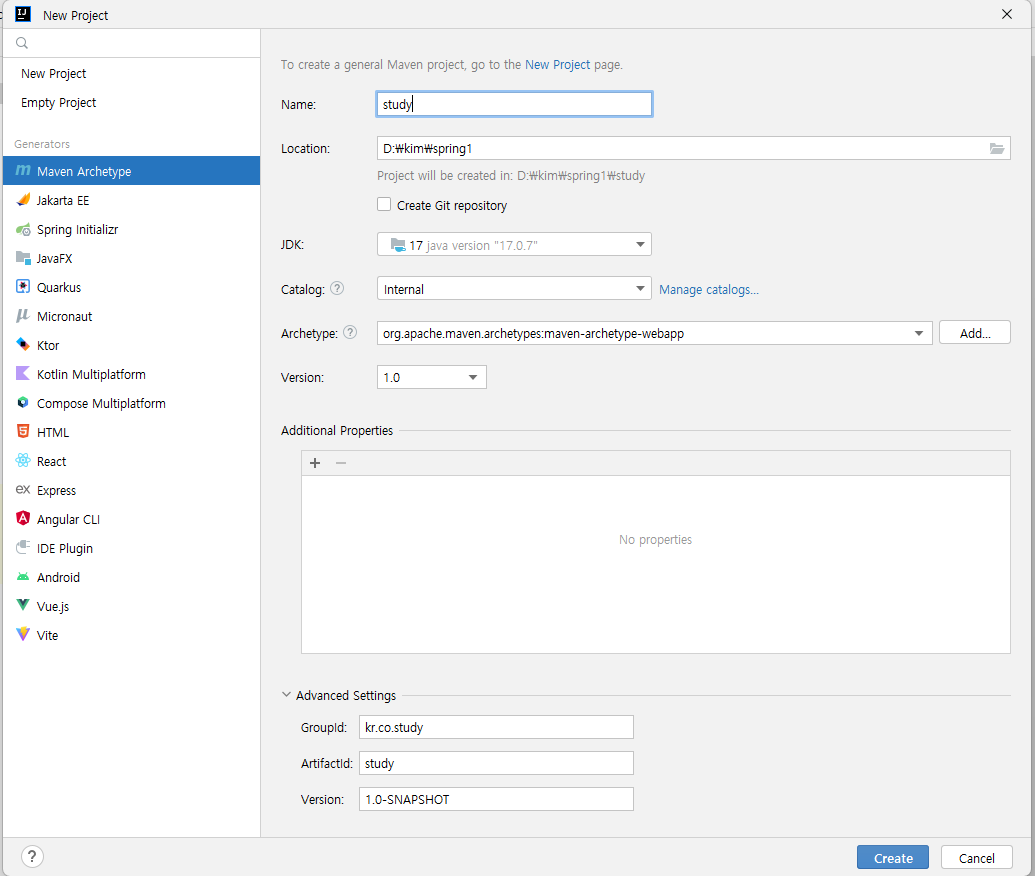 New Project
New Project
Empty Project
Generators
Maven Archetype
Jakarta EE
Spring Initializr
JavaFX
Quarkus
Micronaut
Ktor
Kotlin Multiplatform
Compose Multiplatform
HTML
React
Express
Angular CLI
IDE Plugin
Android
Vue.js
Vite
To create a general Maven project, go to the New Project page.
Name: study
Location: D:₩kim₩spring1
Project will be created in: D:₩kim₩spring1₩study
Create Git repository
JDK: 17 java version "17.0.7"
Catalog: ? Internal Manage catalogs...
Archetype: ? org.apache.maven.archetypes:maven-archetype-webapp Add...
Version: 1.0
Additional Properties
No properties
Advanced Settings
GroupId: kr.co.study
ArtifactId: study
Version: 1.0-SNAPSHOT
? Create Cancel